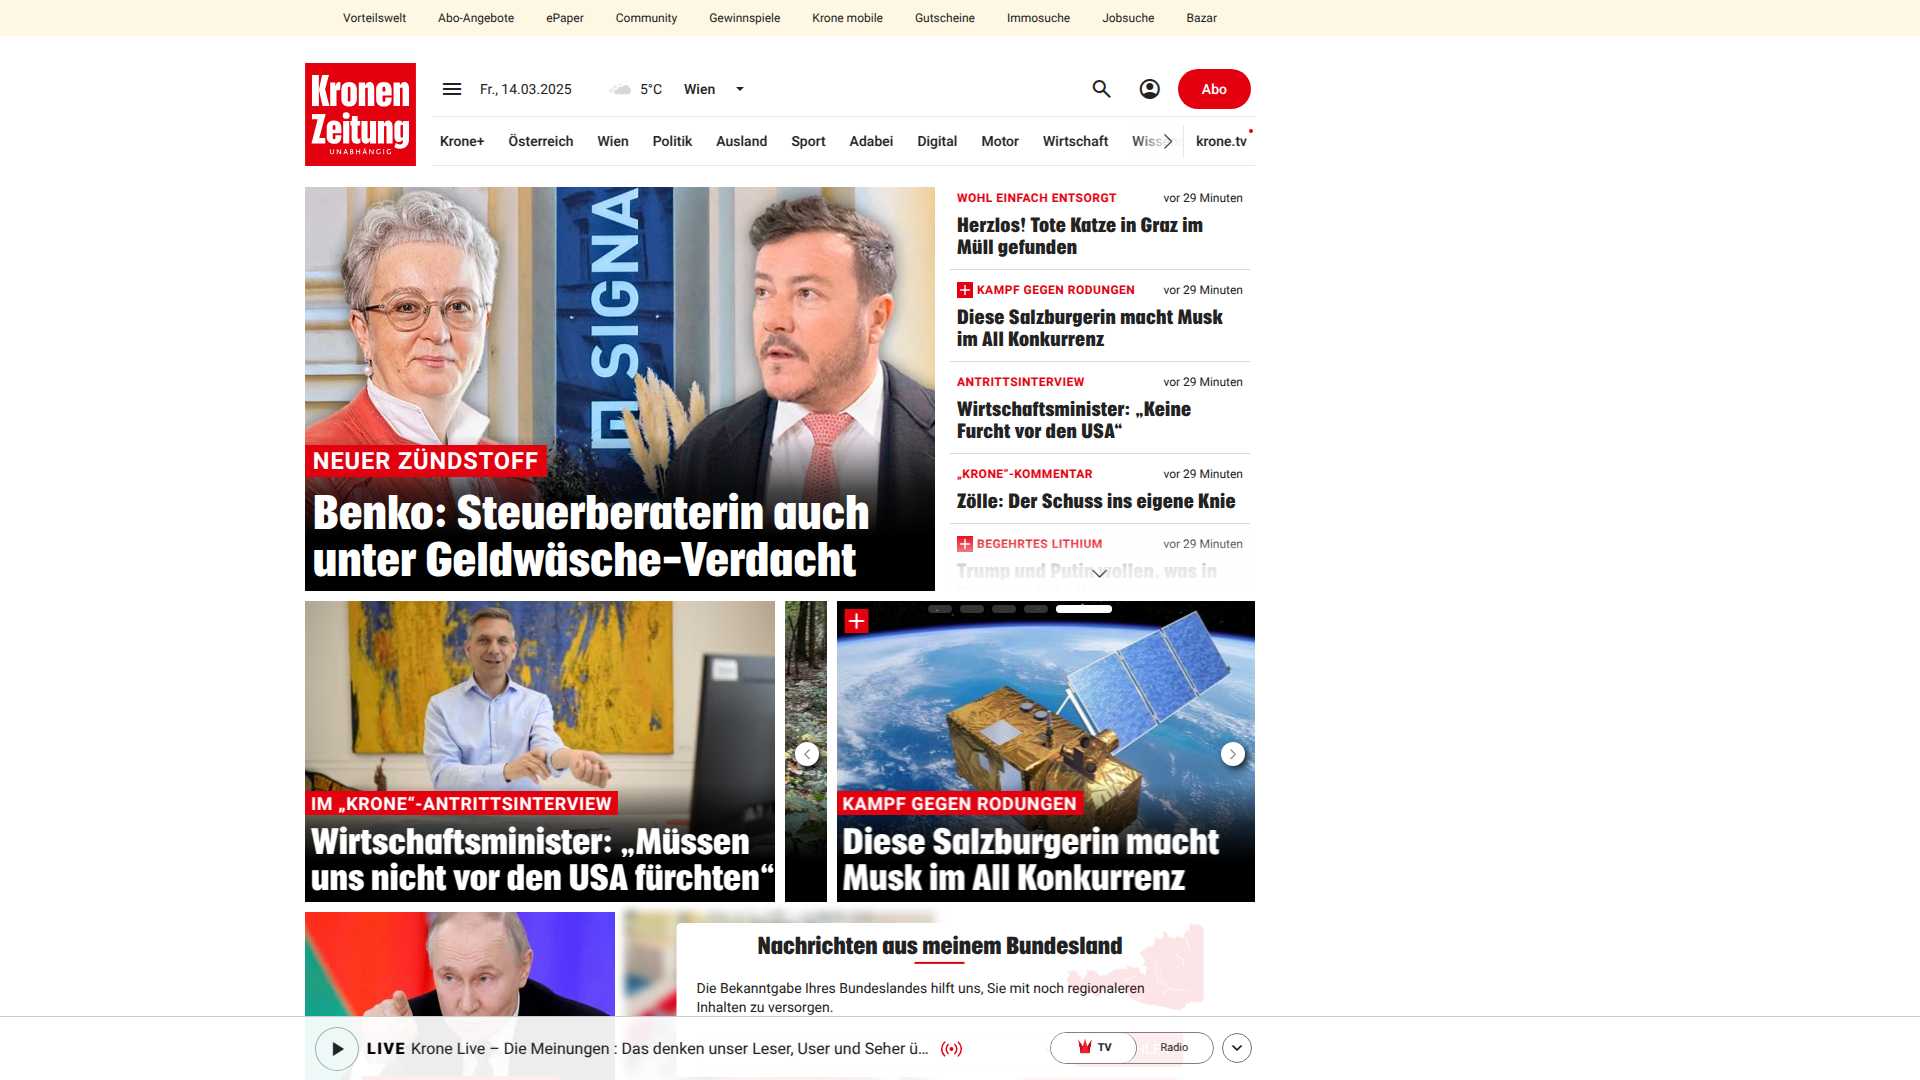 Vorteilswelt Abo-Angebote ePaper Community Gewinnspiele Krone mobile Gutscheine Immosuche Jobsuche Bazar
Kronen
Zeitung
UNABHÄNGIG
Fr., 14.03.2025 5°C Wien
Abo
Krone+ Österreich Wien Politik Ausland Sport Adabei Digital Motor Wirtschaft krone.tv
SIGNA
NEUER ZÜNDSTOFF
Benko: Steuerberaterin auch
unter Geldwäsche-Verdacht
WOHL EINFACH ENTSORGT vor 29 Minuten
Herzlos! Tote Katze in Graz im
Müll gefunden
KAMPF GEGEN RODUNGEN vor 29 Minuten
Diese Salzburgerin macht Musk
im All Konkurrenz
ANTRITTSINTERVIEW vor 29 Minuten
Wirtschaftsminister: „Keine
Furcht vor den USA“
„KRONE“-KOMMENTAR vor 29 Minuten
Zölle: Der Schuss ins eigene Knie
BEGEHRTES LITHIUM vor 29 Minuten
Trump und Putin wollen, was in
IM „KRONE“-ANTRITTSINTERVIEW
Wirtschaftsminister: „Müssen
uns nicht vor den USA fürchten“
KAMPF GEGEN RODUNGEN
Diese Salzburgerin macht
Musk im All Konkurrenz
Nachrichten aus meinem Bundesland
Die Bekanntgabe Ihres Bundeslandes hilft uns, Sie mit noch regionaleren
Inhalten zu versorgen.
LIVE Krone Live – Die Meinungen : Das denken unser Leser, User und Seher ü...
TV Radio